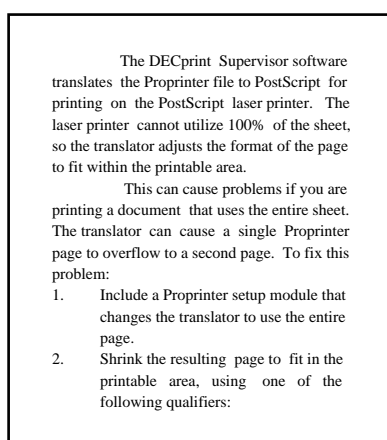 The DECprint Supervisor software
translates the Proprinter file to PostScript for
printing on the PostScript laser printer. The
laser printer cannot utilize 100% of the sheet,
so the translator adjusts the format of the page
to fit within the printable area.
This can cause problems if you are
printing a document that uses the entire sheet.
The translator can cause a single Proprinter
page to overflow to a second page. To fix this
problem:
1. Include a Proprinter setup module that
changes the translator to use the entire
page.
2. Shrink the resulting page to fit in the
printable area, using one of the
following qualifiers: